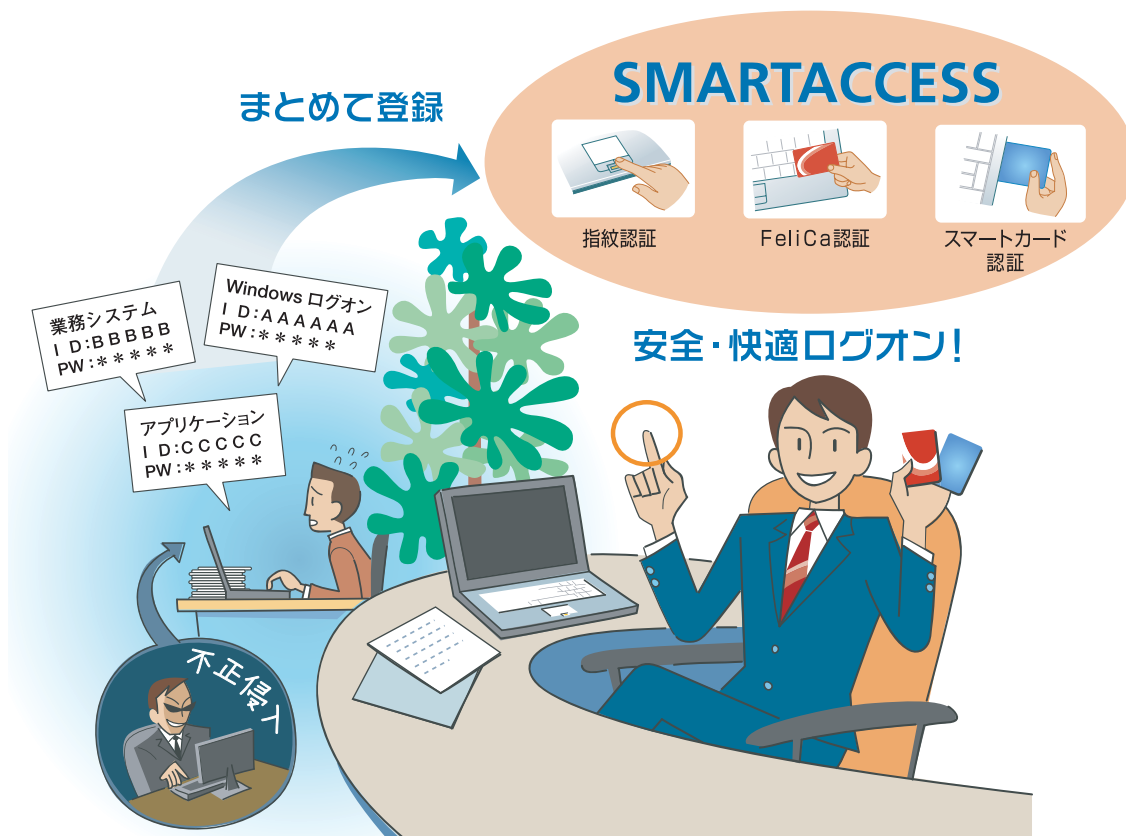 SMARTACCESS
まとめて登録
指紋認証
FeliCa認証
スマートカード
認証
Windows ログオン
I D:AAAAAA
PW:*****
業務システム
I D:BBBBB
PW:*****
アプリケーション
I D:CCCCC
PW:*****
安全・快適ログオン!
不正侵入